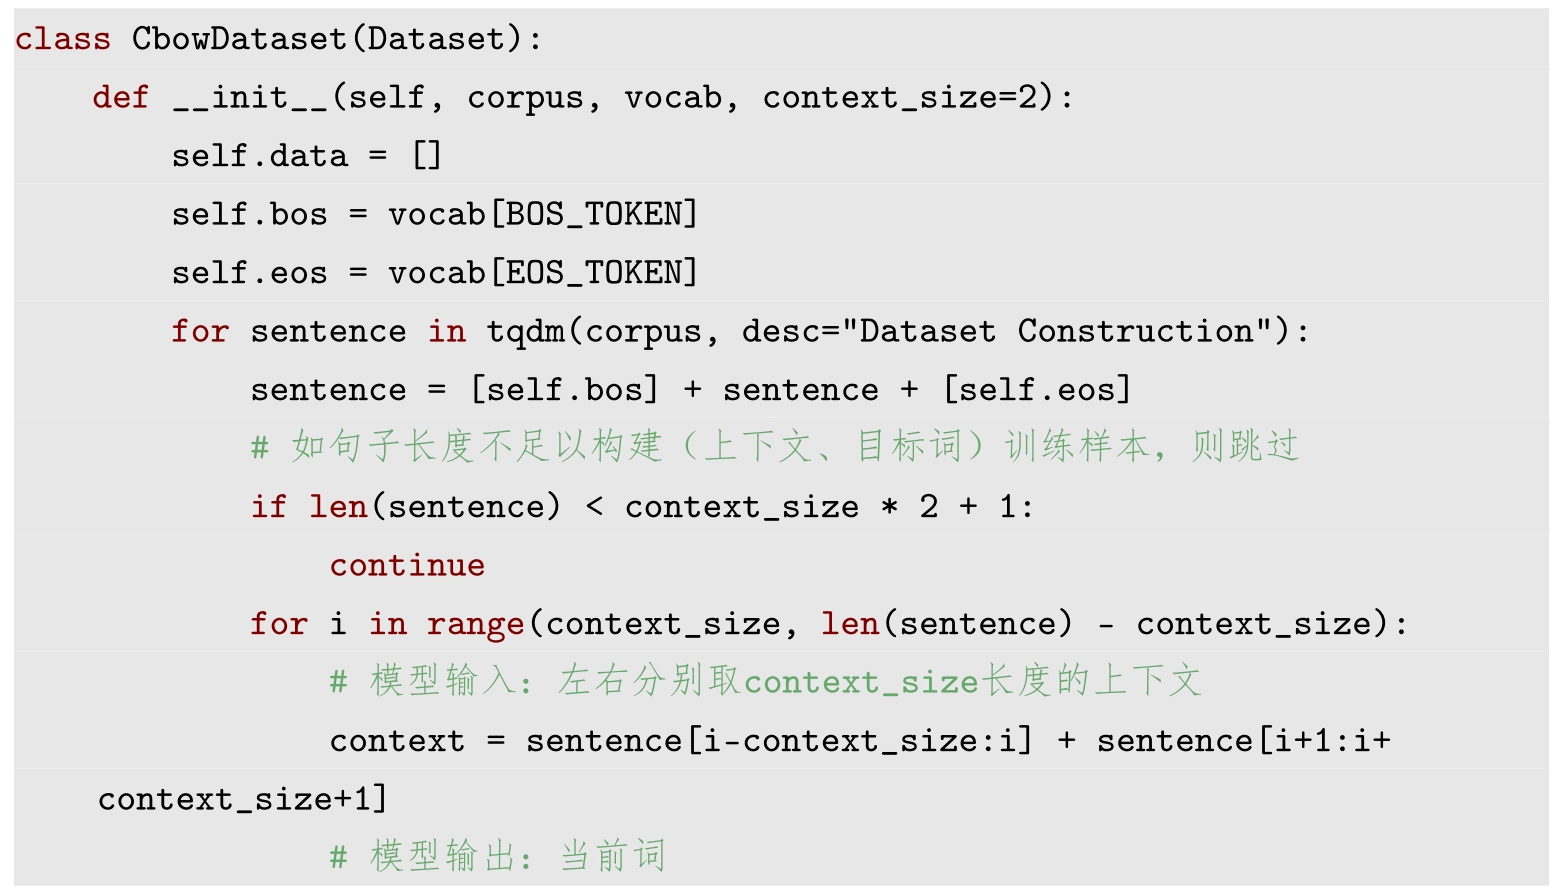 class CbowDataset(Dataset):
    def __init__(self, corpus, vocab, context_size=2):
        self.data = []
        self.bos = vocab[BOS_TOKEN]
        self.eos = vocab[EOS_TOKEN]
        for sentence in tqdm(corpus, desc="Dataset Construction"):
            sentence = [self.bos] + sentence + [self.eos]
            # 如句子长度不足以构建（上下文、目标词）训练样本，则跳过
            if len(sentence) < context_size * 2 + 1:
                continue
            for i in range(context_size, len(sentence) - context_size):
                # 模型输入：左右分别取context_size长度的上下文
                context = sentence[i-context_size:i] + sentence[i+1:i+
    context_size+1]
                # 模型输出：当前词